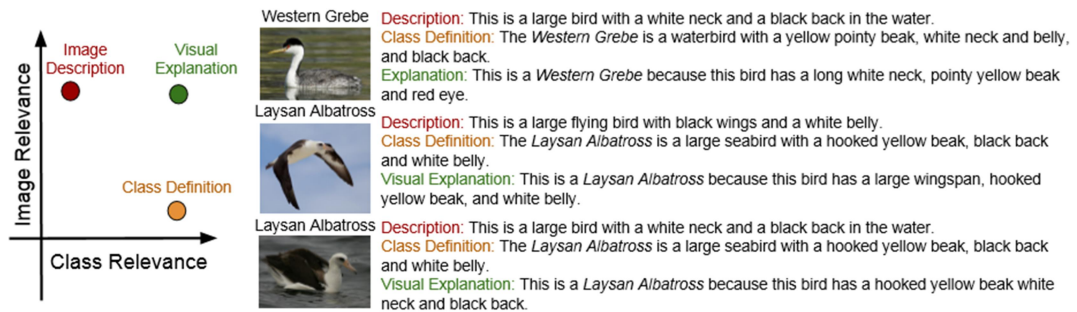 Image Relevance
Image
Description
Visual
Explanation
Class Definition
Class Relevance
Western Grebe
Description: This is a large bird with a white neck and a black back in the water.
Class Definition: The Western Grebe is a waterbird with a yellow pointy beak, white neck and belly,
and black back.
Explanation: This is a Western Grebe because this bird has a long white neck, pointy yellow beak
and red eye.
Laysan Albatross
Description: This is a large flying bird with black wings and a white belly.
Class Definition: The Laysan Albatross is a large seabird with a hooked yellow beak, black back
and white belly.
Visual Explanation: This is a Laysan Albatross because this bird has a large wingspan, hooked
yellow beak, and white belly.
Laysan Albatross
Description: This is a large bird with a white neck and a black back in the water.
Class Definition: The Laysan Albatross is a large seabird with a hooked yellow beak, black back
and white belly.
Visual Explanation: This is a Laysan Albatross because this bird has a hooked yellow beak white
neck and black back.